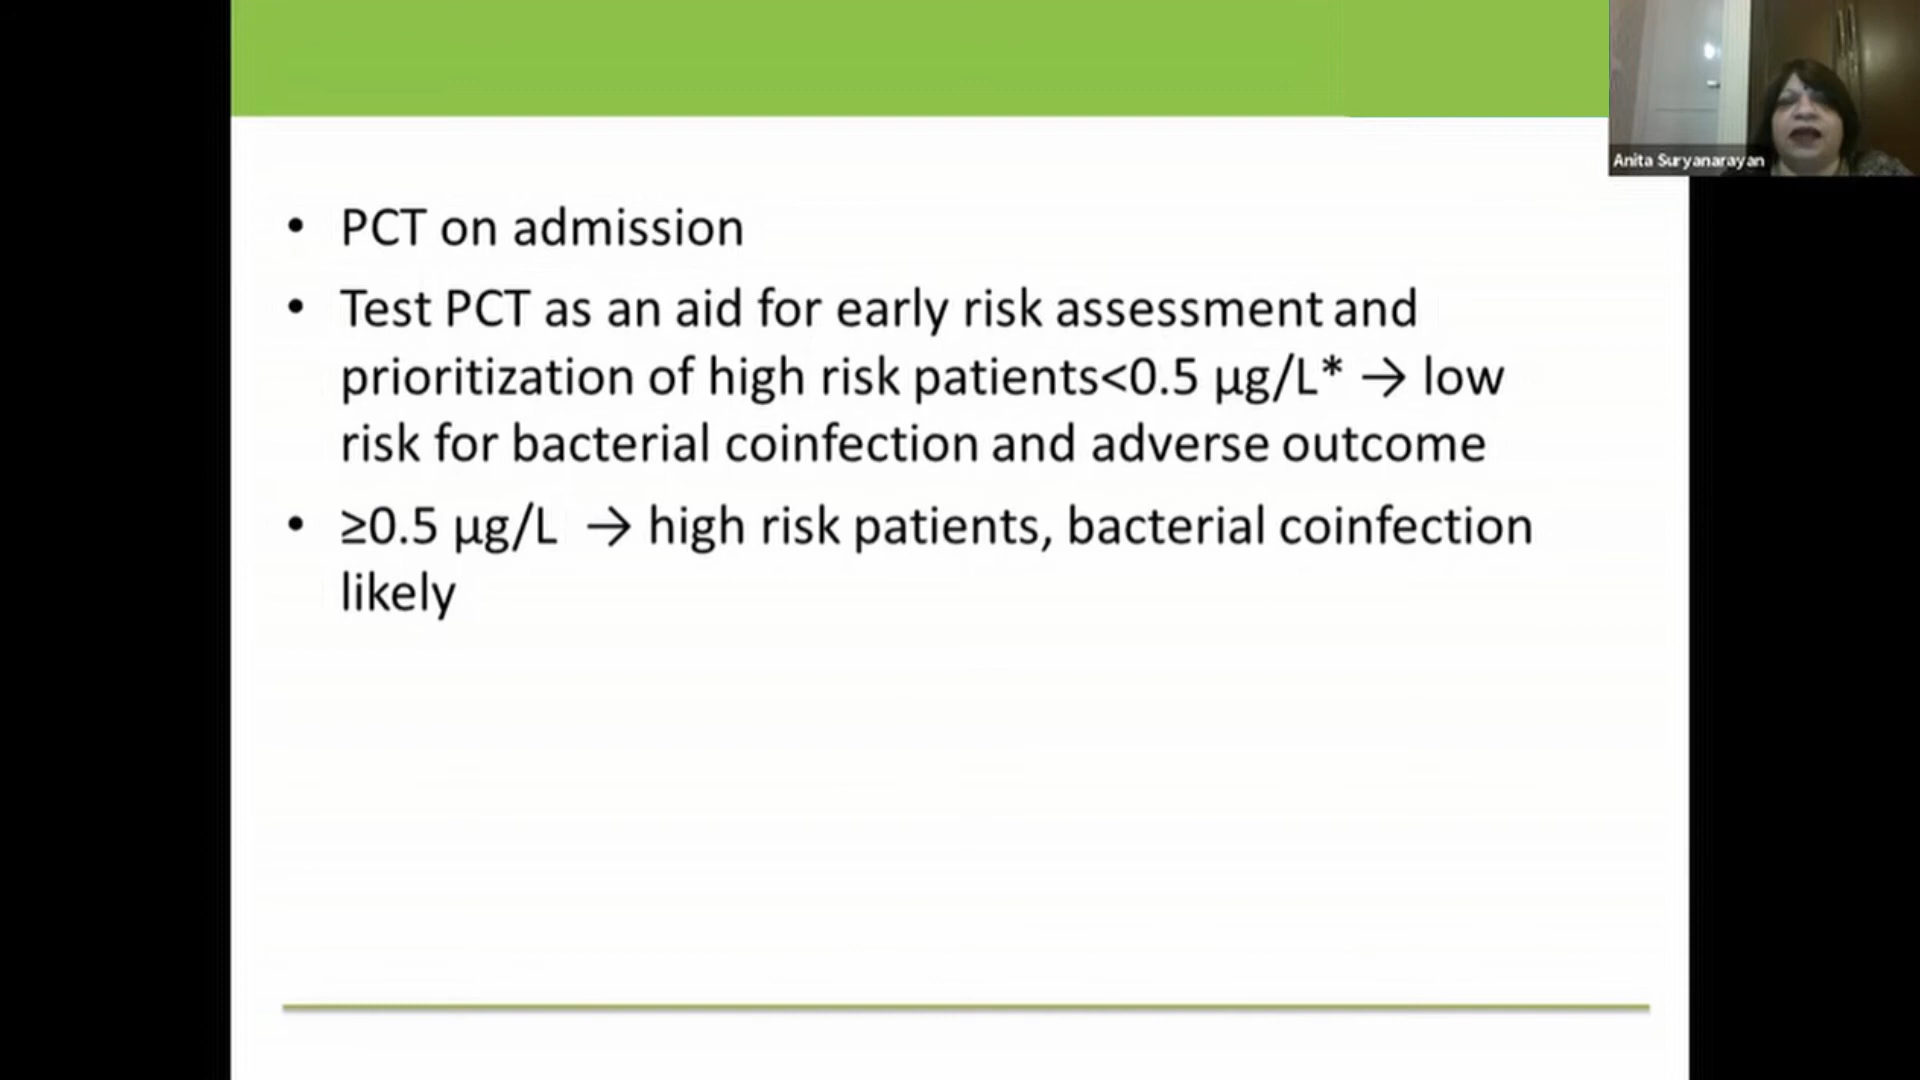 Anita Suryanarayan
• PCT on admission
• Test PCT as an aid for early risk assessment and
prioritization of high risk patients<0.5 µg/L* → low
risk for bacterial coinfection and adverse outcome
• ≥0.5 µg/L → high risk patients, bacterial coinfection
likely